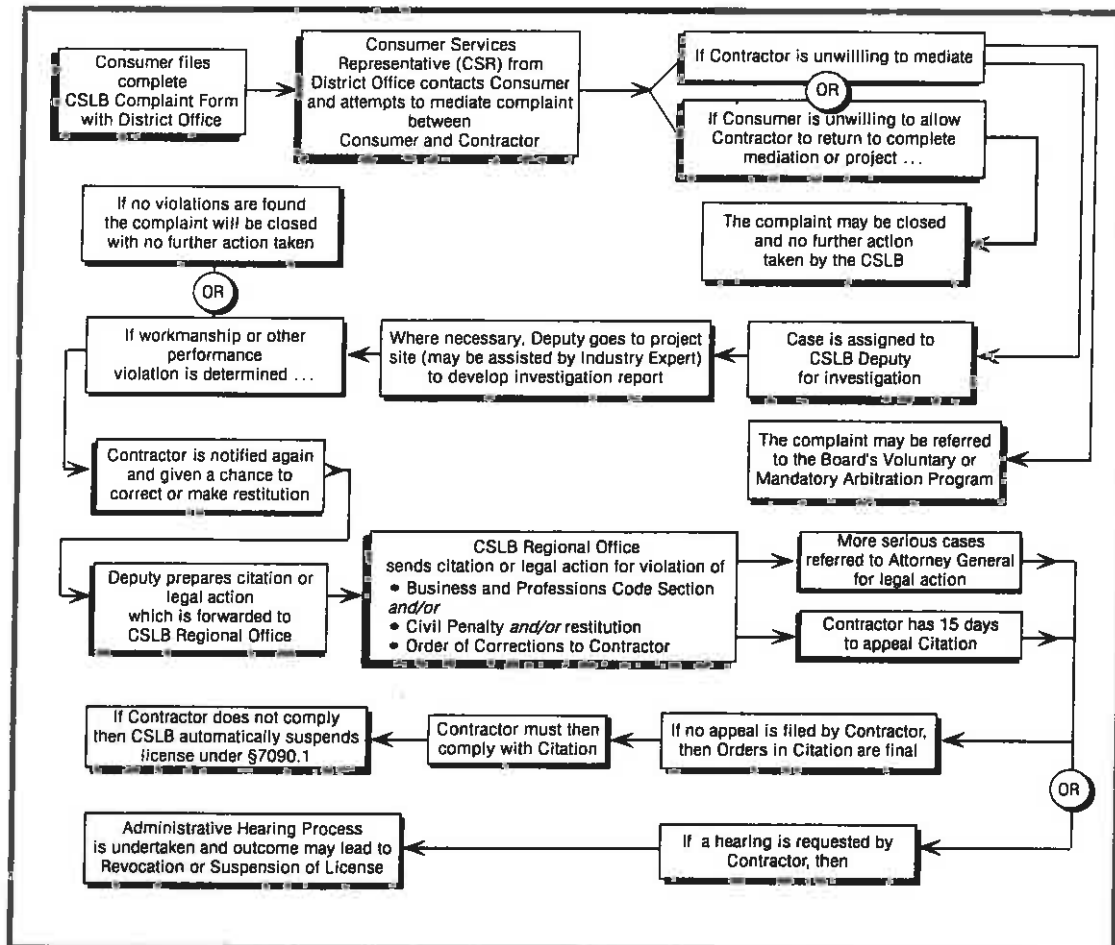 Consumer files
complete
CSLB Complaint Form
with District Office
Consumer Services
Representative (CSR) from
District Office contacts Consumer
and attempts to mediate complaint
between
Consumer and Contractor
If Contractor is unwillling to mediate
OR
If Consumer is unwilling to allow
Contractor to return to complete
mediation or project ...
The complaint may be closed
and no further action
taken by the CSLB
If no violations are found
the complaint will be closed
with no further action taken
OR
If workmanship or other
performance
violation is determined ...
Where necessary, Deputy goes to project
site (may be assisted by Industry Expert)
to develop investigation report
Case is assigned to
CSLB Deputy
for investigation
The complaint may be referred
to the Board's Voluntary or
Mandatory Arbitration Program
Contractor is notified again
and given a chance to
correct or make restitution
Deputy prepares citation or
legal action
which is forwarded to
CSLB Regional Office
CSLB Regional Office
sends citation or legal action for violation of
● Business and Professions Code Section
and/or
● Civil Penalty and/or restitution
● Order of Corrections to Contractor
More serious cases
referred to Attorney General
for legal action
Contractor has 15 days
to appeal Citation
If Contractor does not comply
then CSLB automatically suspends
license under §7090.1
Contractor must then
comply with Citation
If no appeal is filed by Contractor,
then Orders in Citation are final
OR
Administrative Hearing Process
is undertaken and outcome may lead to
Revocation or Suspension of License
If a hearing is requested by
Contractor, then